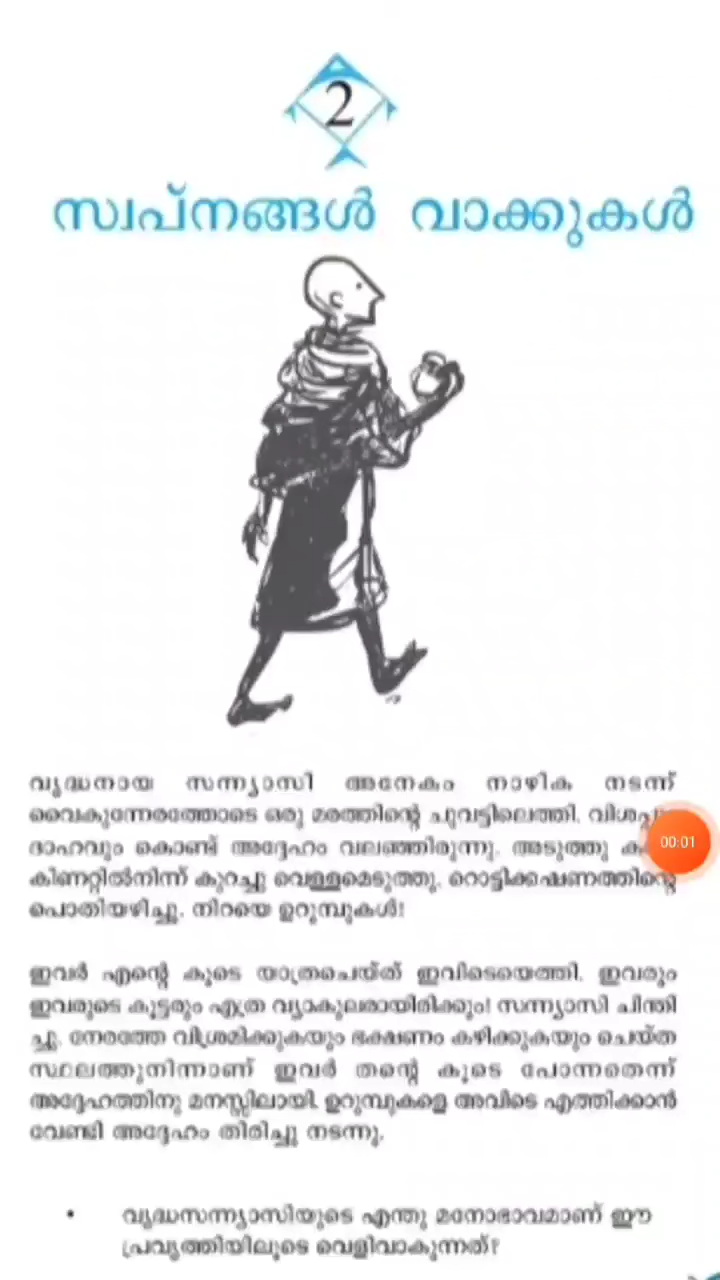 2
സ്വപ്നങ്ങൾ വാക്കുകൾ
വൃദ്ധനായ സന്ന്യാസി അനേകം നാഴിക നടന്ന്
വൈകുന്നേരത്തോടെ ഒരു മരത്തിന്റെ ചുവട്ടിലെത്തി. വിശപ്പും
ദാഹവും കൊണ്ട് അദ്ദേഹം വലഞ്ഞിരുന്നു. അടുത്തു
00:01
കിണറ്റിൽനിന്ന് കുറച്ചു വെള്ളമെടുത്തു. റൊട്ടിക്കഷണത്തിന്റെ
പൊതിയഴിച്ചു. നിറയെ ഉറുമ്പുകൾ!
ഇവർ എന്റെ കൂടെ യാത്രചെയ്ത് ഇവിടെയെത്തി. ഇവരും
ഇവരുടെ കൂട്ടരും എത്ര വ്യാകുലരായിരിക്കും! സന്ന്യാസി ചിന്തി
ച്ചു. നേരത്തേ വിശ്രമിക്കുകയും ഭക്ഷണം കഴിക്കുകയും ചെയ്ത
സ്ഥലത്തുനിന്നാണ് ഇവർ തന്റെ കൂടെ പോന്നതെന്ന്
അദ്ദേഹത്തിനു മനസ്സിലായി. ഉറുമ്പുകളെ അവിടെ എത്തിക്കാൻ
വേണ്ടി അദ്ദേഹം തിരിച്ചു നടന്നു.
• വൃദ്ധസന്ന്യാസിയുടെ എന്തു മനോഭാവമാണ് ഈ
പ്രവൃത്തിയിലൂടെ വെളിവാകുന്നത്?